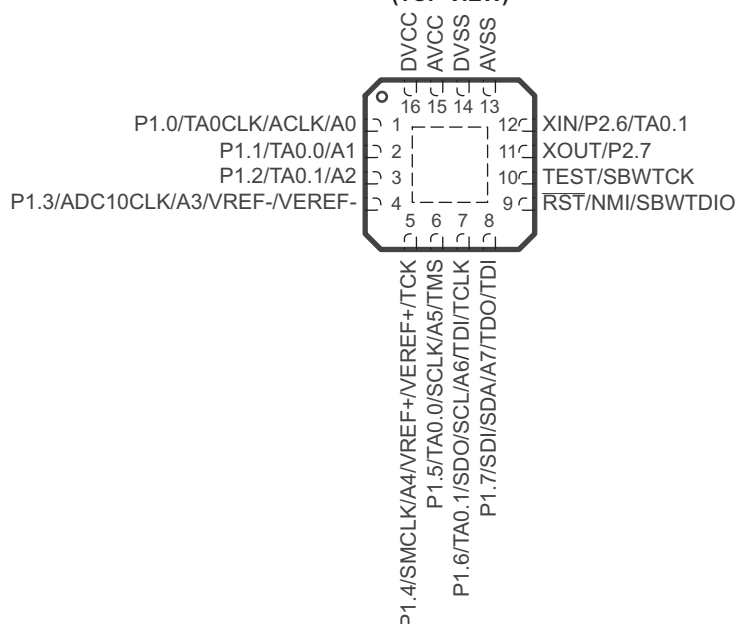 (TOP VIEW)
DVCC
AVCC
DVSS
AVSS
16 15 14 13
P1.0/TA0CLK/ACLK/A0 1
P1.1/TA0.0/A1 2
P1.2/TA0.1/A2 3
P1.3/ADC10CLK/A3/VREF-/VEREF- 4
12 XIN/P2.6/TA0.1
11 XOUT/P2.7
10 TEST/SBWTCK
9 RST/NMI/SBWTDIO
5 6 7 8
P1.4/SMCLK/A4/VREF+/VEREF+/TCK
P1.5/TA0.0/SCLK/A5/TMS
P1.6/TA0.1/SDO/SCL/A6/TDI/TCLK
P1.7/SDI/SDA/A7/TDO/TDI